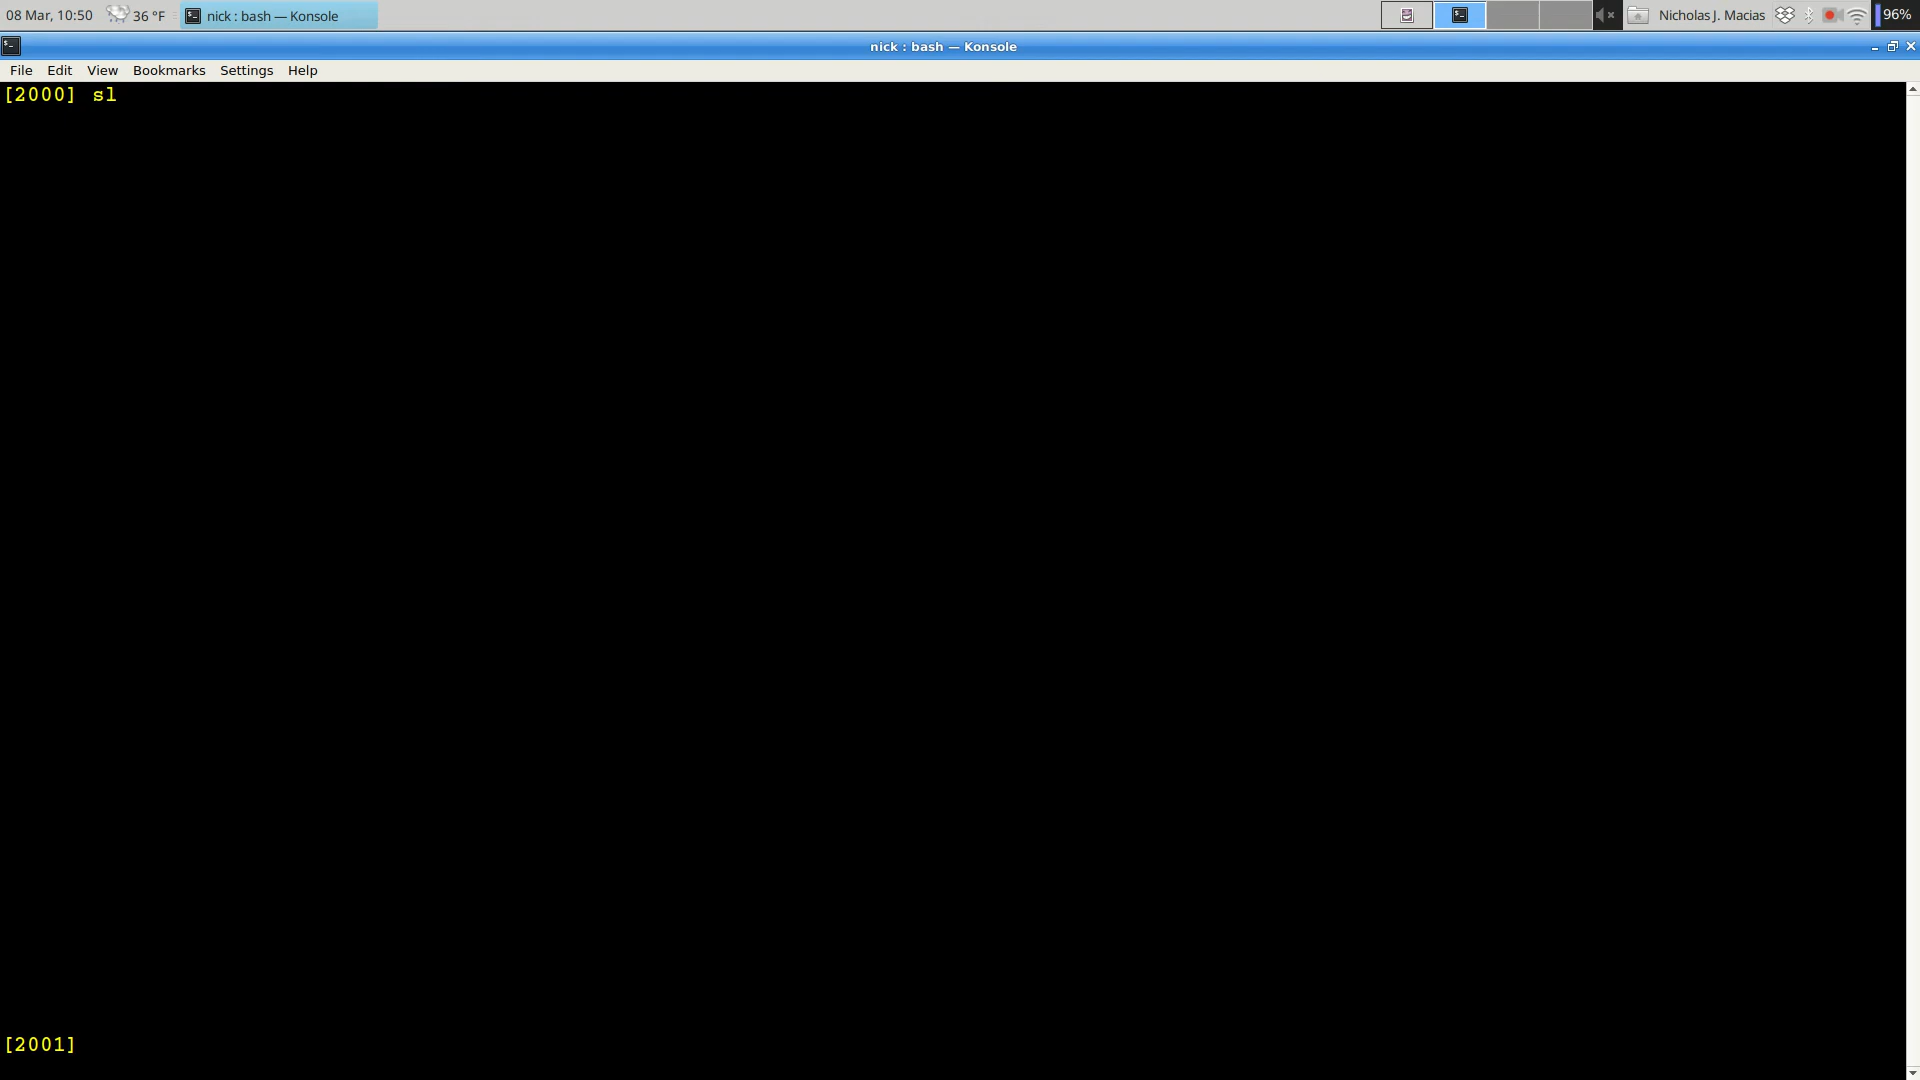 08 Mar, 10:50 36 °F nick : bash — Konsole Nicholas J. Macias 96%
nick : bash — Konsole
File Edit View Bookmarks Settings Help
[2000] sl
[2001]